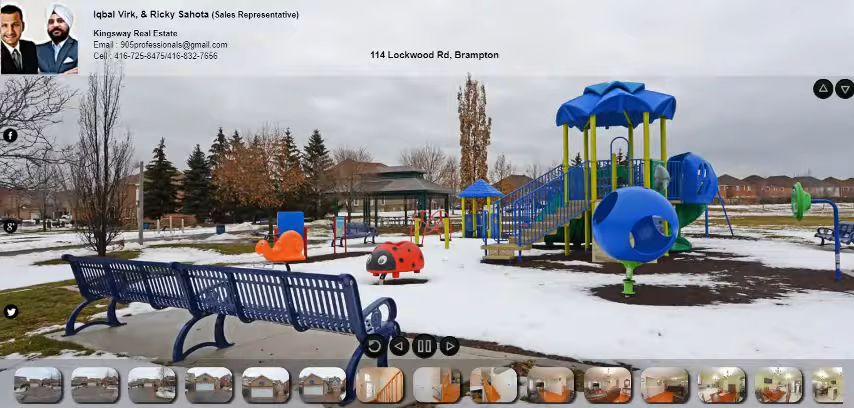 Iqbal Virk, & Ricky Sahota (Sales Representative)
Kingsway Real Estate
Email : 905professionals@gmail.com
Cell : 416-725-8475/416-832-7656
114 Lockwood Rd, Brampton